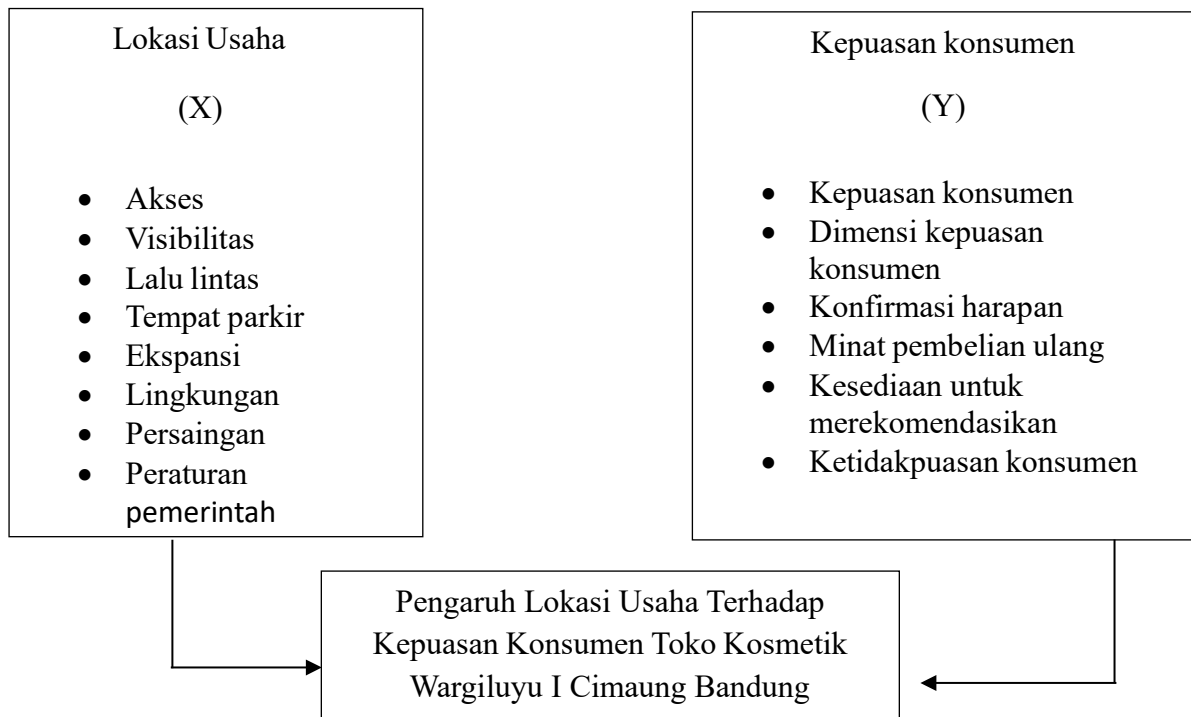 Lokasi Usaha
(X)
• Akses
• Visibilitas
• Lalu lintas
• Tempat parkir
• Ekspansi
• Lingkungan
• Persaingan
• Peraturan
pemerintah
Kepuasan konsumen
(Y)
• Kepuasan konsumen
• Dimensi kepuasan
konsumen
• Konfirmasi harapan
• Minat pembelian ulang
• Kesediaan untuk
merekomendasikan
• Ketidakpuasan konsumen
Pengaruh Lokasi Usaha Terhadap
Kepuasan Konsumen Toko Kosmetik
Wargiluyu I Cimaung Bandung